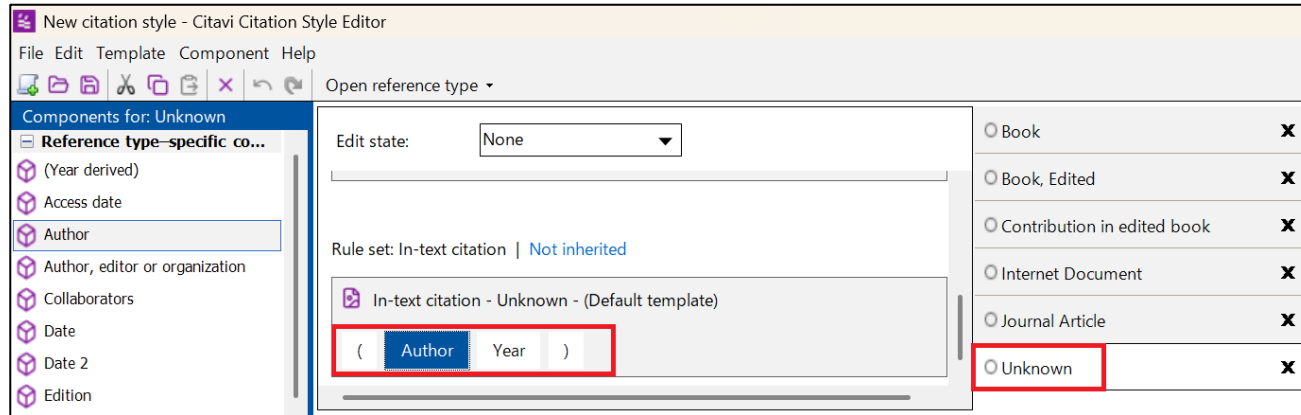 New citation style - Citavi Citation Style Editor
File Edit Template Component Help
Open reference type
Components for: Unknown
Reference type–specific co...
(Year derived)
Access date
Author
Author, editor or organization
Collaborators
Date
Date 2
Edition
Edit state: None
Rule set: In-text citation | Not inherited
In-text citation - Unknown - (Default template)
( Author Year )
Book
Book, Edited
Contribution in edited book
Internet Document
Journal Article
Unknown